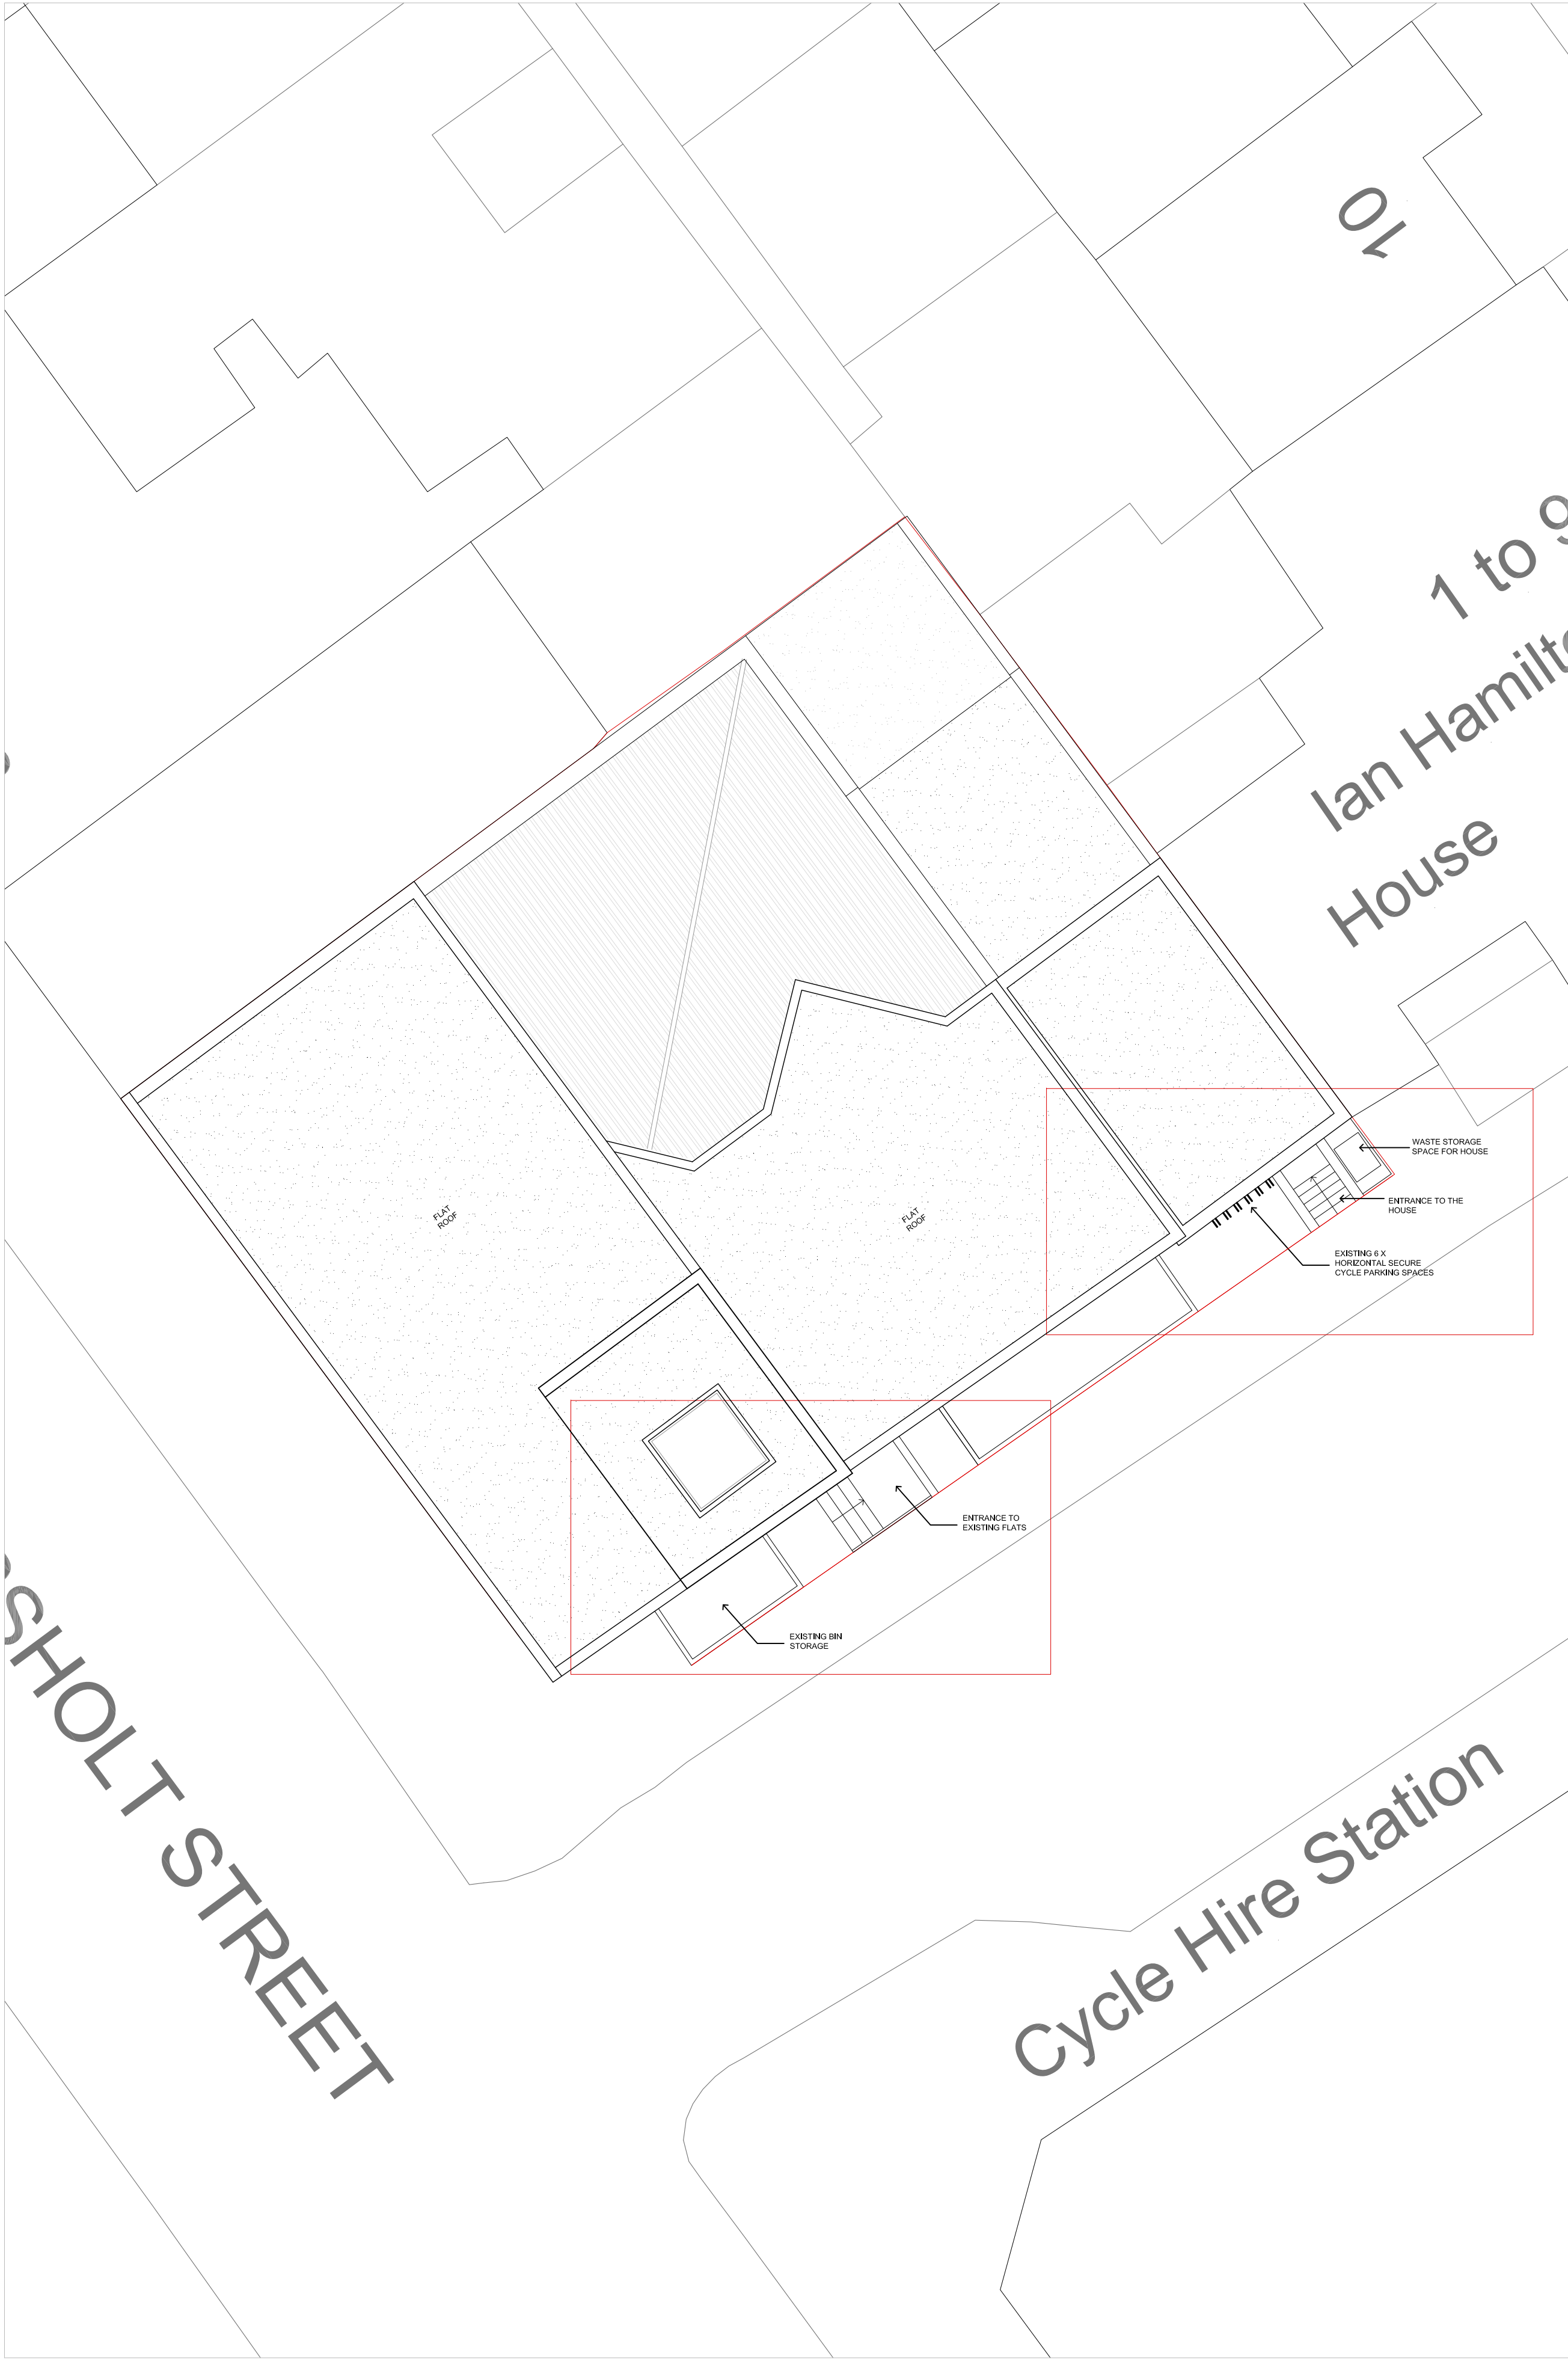 10
1 to 9
Ian Hamilto
House
WASTE STORAGE
SPACE FOR HOUSE
ENTRANCE TO THE
HOUSE
EXISTING 6 X
HORIZONTAL SECURE
CYCLE PARKING SPACES
FLAT
ROOF
FLAT
ROOF
ENTRANCE TO
EXISTING FLATS
EXISTING BIN
STORAGE
SHOLT STREET
Cycle Hire Station